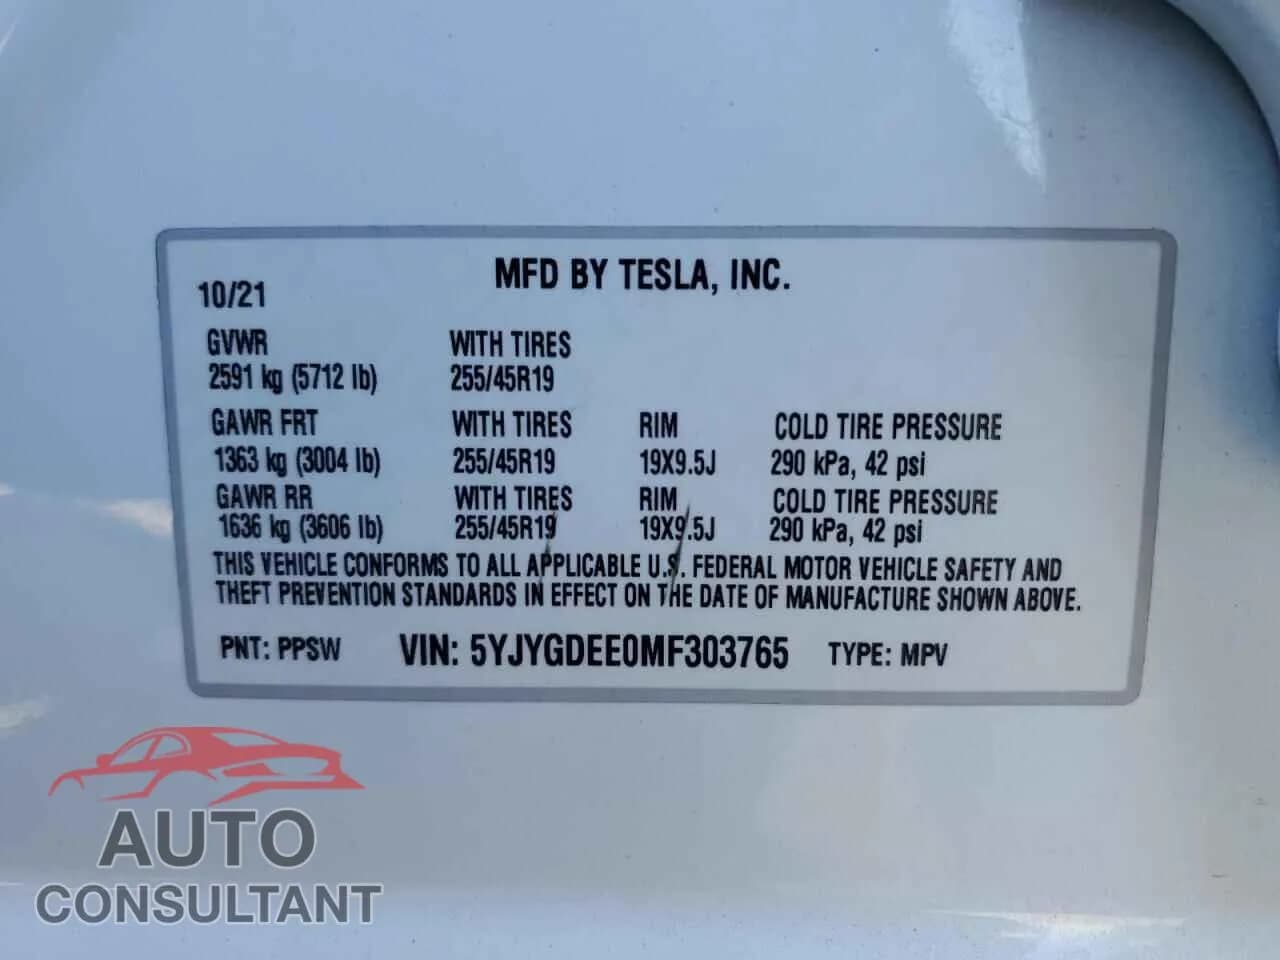 MFD BY TESLA, INC.
10/21
GVWR WITH TIRES
2591 kg (5712 lb) 255/45R19
GAWR FRT WITH TIRES RIM COLD TIRE PRESSURE
1363 kg (3004 lb) 255/45R19 19X9.5J 290 kPa, 42 psi
GAWR RR WITH TIRES RIM COLD TIRE PRESSURE
1636 kg (3606 lb) 255/45R19 19X9.5J 290 kPa, 42 psi
THIS VEHICLE CONFORMS TO ALL APPLICABLE U.S. FEDERAL MOTOR VEHICLE SAFETY AND
THEFT PREVENTION STANDARDS IN EFFECT ON THE DATE OF MANUFACTURE SHOWN ABOVE.
PNT: PPSW VIN: 5YJYGDEE0MF303765 TYPE: MPV
AUTO
CONSULTANT